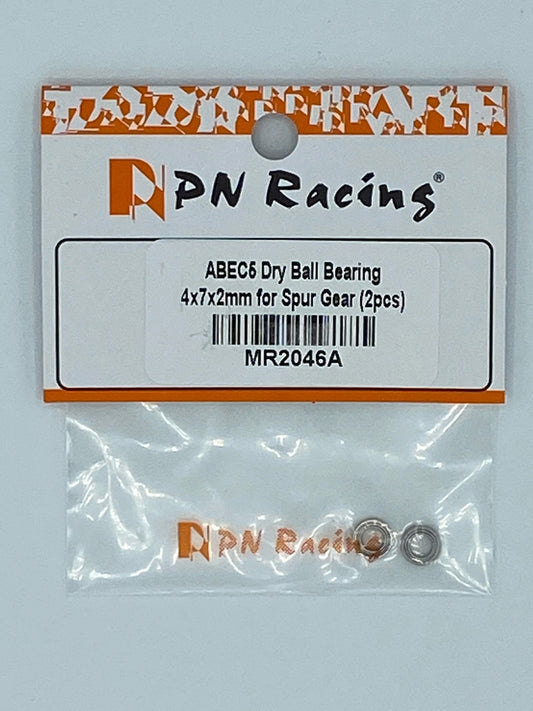 PN Racing®
ABEC5 Dry Ball Bearing
4x7x2mm for Spur Gear (2pcs)
MR2046A
PN Racing